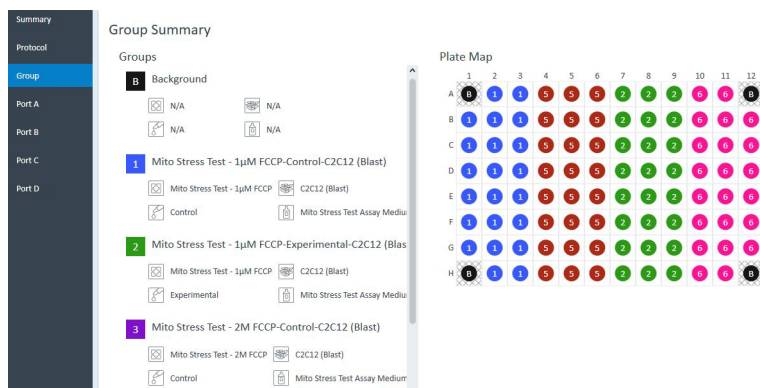 Summary
Protocol
Group
Port A
Port B
Port C
Port D
Group Summary
Groups
B Background
N/A N/A
N/A N/A
1 Mito Stress Test - 1µM FCCP-Control-C2C12 (Blast)
Mito Stress Test - 1µM FCCP C2C12 (Blast)
Control Mito Stress Test Assay Mediu
2 Mito Stress Test - 1µM FCCP-Experimental-C2C12 (Blas
Mito Stress Test - 1µM FCCP C2C12 (Blast)
Experimental Mito Stress Test Assay Mediu
3 Mito Stress Test - 2M FCCP-Control-C2C12 (Blast)
Mito Stress Test - 2M FCCP C2C12 (Blast)
Control Mito Stress Test Assay Medium
Plate Map
1 2 3 4 5 6 7 8 9 10 11 12
A B 1 1 5 5 5 2 2 2 6 6 B
B 1 1 1 5 5 5 2 2 2 6 6 6
C 1 1 1 5 5 5 2 2 2 6 6 6
D 1 1 1 5 5 5 2 2 2 6 6 6
E 1 1 1 5 5 5 2 2 2 6 6 6
F 1 1 1 5 5 5 2 2 2 6 6 6
G 1 1 1 5 5 5 2 2 2 6 6 6
H B 1 1 5 5 5 2 2 2 6 6 B